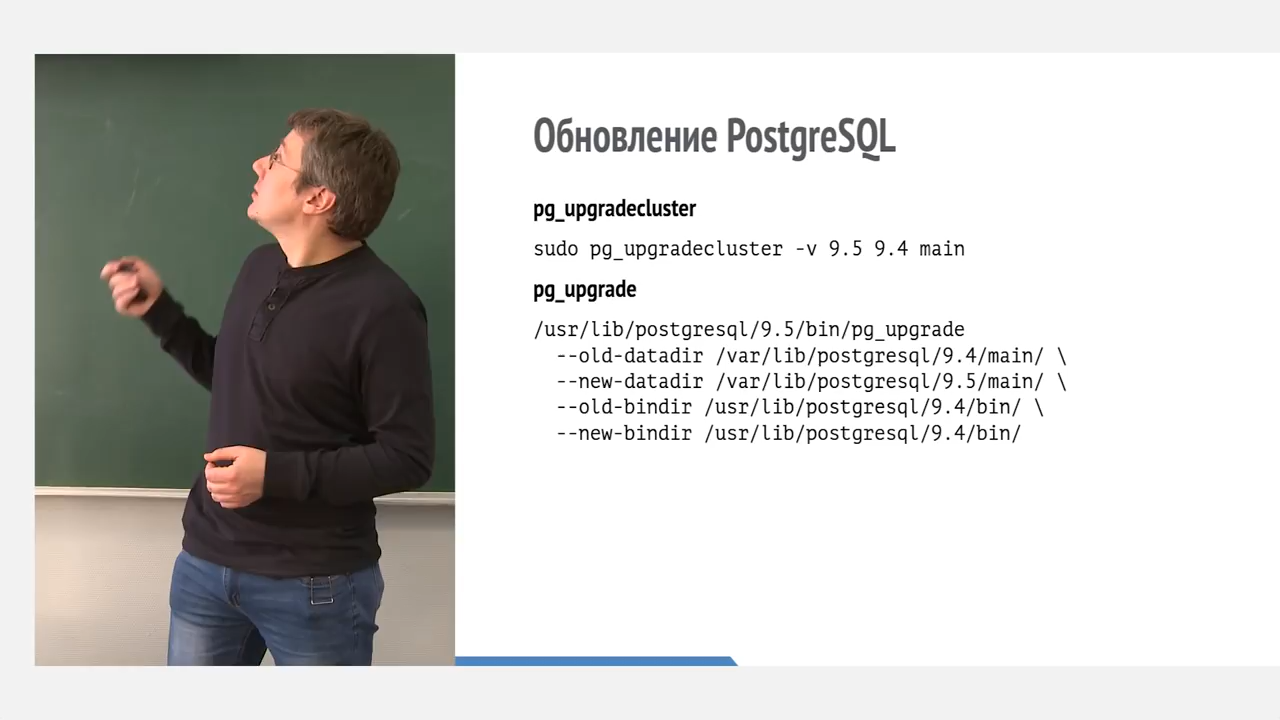 Обновление PostgreSQL
pg_upgradecluster
sudo pg_upgradecluster -v 9.5 9.4 main
pg_upgrade
/usr/lib/postgresql/9.5/bin/pg_upgrade
--old-datadir /var/lib/postgresql/9.4/main/ \
--new-datadir /var/lib/postgresql/9.5/main/ \
--old-bindir /usr/lib/postgresql/9.4/bin/ \
--new-bindir /usr/lib/postgresql/9.4/bin/